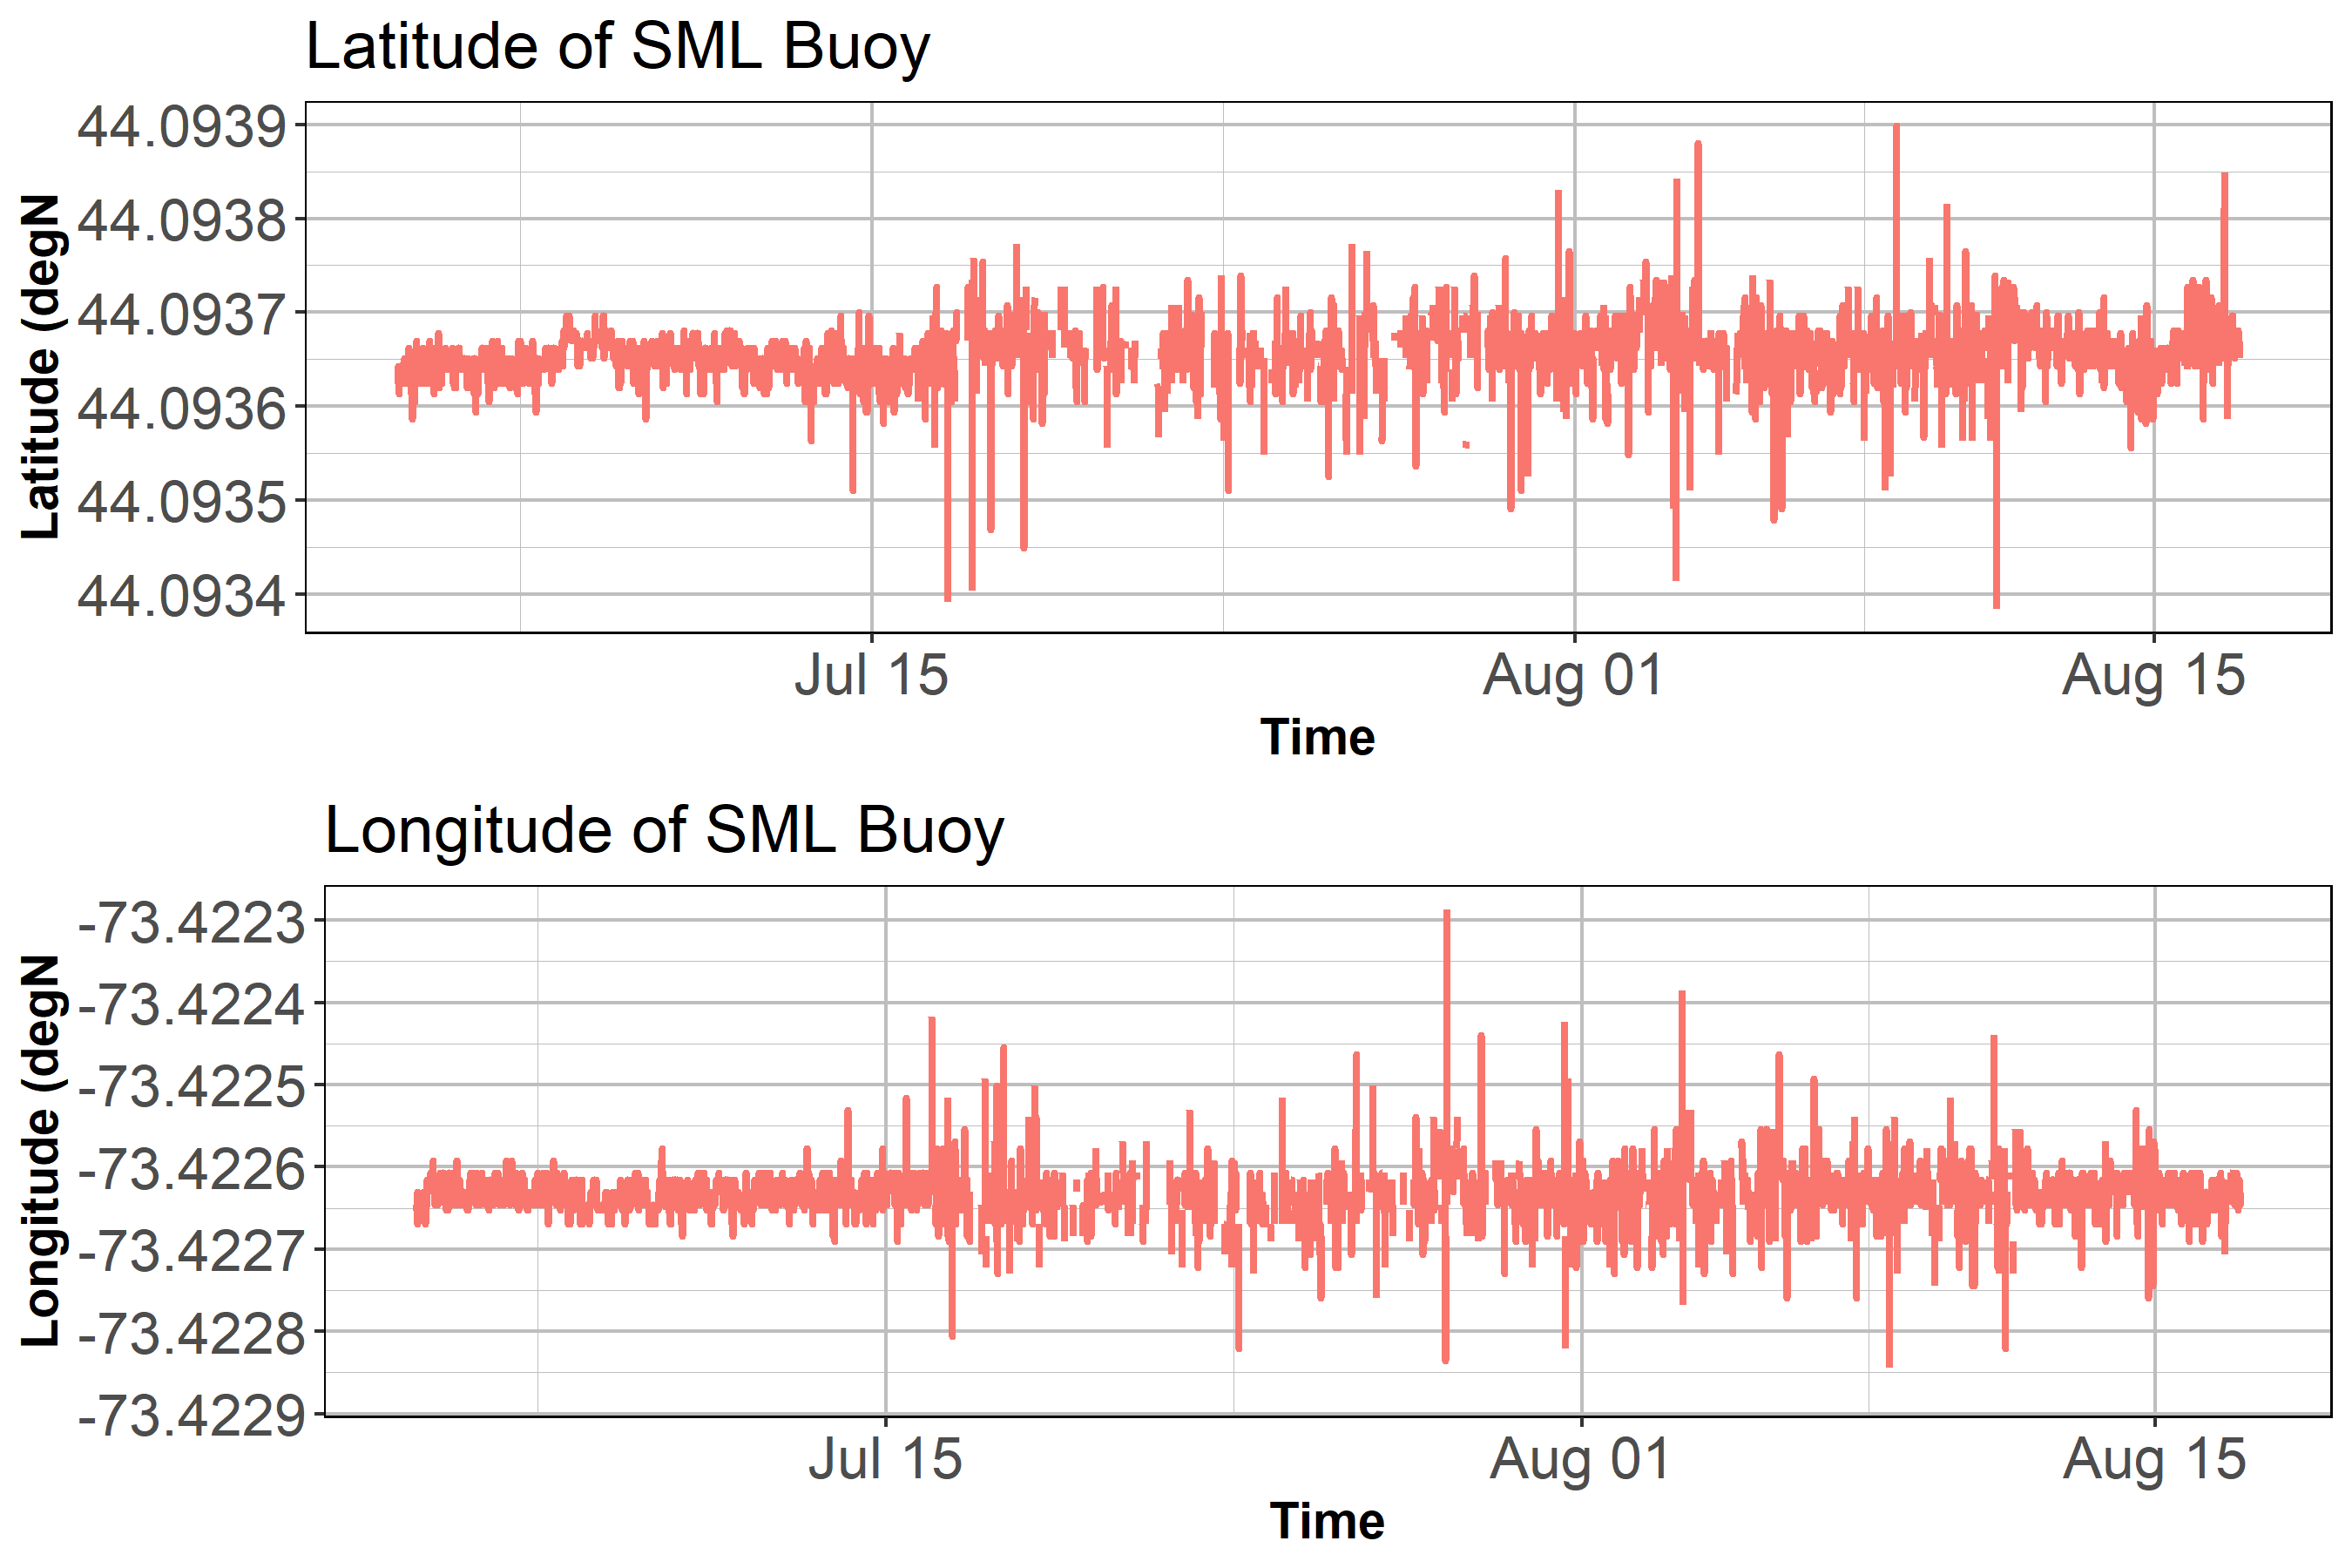 Latitude of SML Buoy
44.0939
44.0938
44.0937
44.0936
44.0935
44.0934
Latitude (degN
Jul 15 Aug 01 Aug 15
Time
Longitude of SML Buoy
-73.4223
-73.4224
-73.4225
-73.4226
-73.4227
-73.4228
-73.4229
Longitude (degN
Jul 15 Aug 01 Aug 15
Time